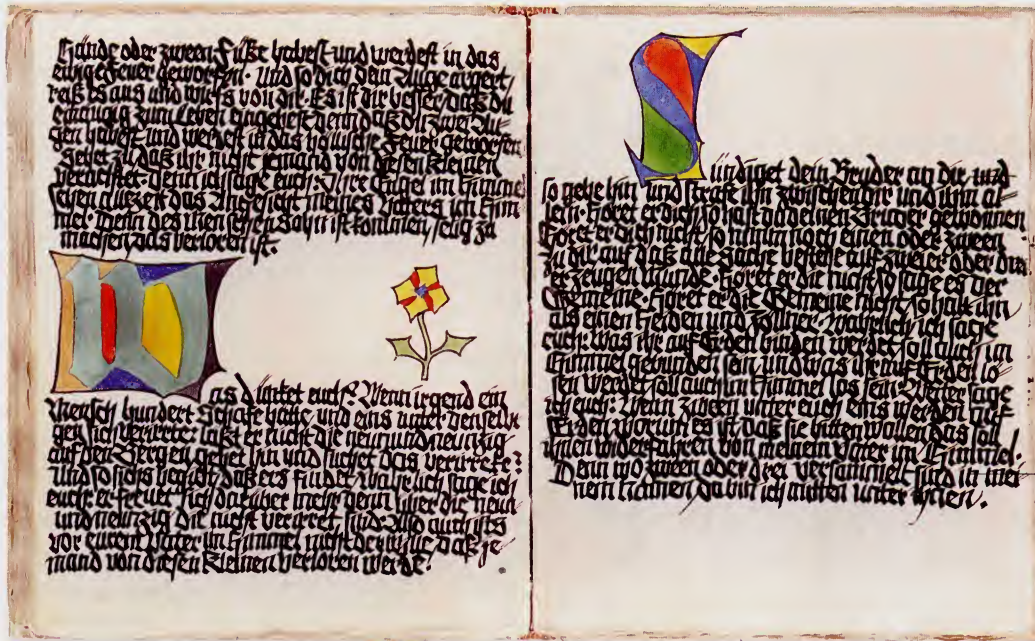 Hände oder zween Füße habest und werdest in das
ewige Feuer geworfen. Und so dich dein Auge ärgert,
reiß es aus und wirfs von dir. Es ist dir besser, daß du
einäugig zum Leben eingehest, denn daß du zwei Au-
gen habest und werdest in das höllische Feuer geworfen
Sehet zu, daß ihr nicht jemand von diesen Kleinen
verachtet. Denn ich sage euch: Ihre Engel im Himmel
sehen allezeit das Angesicht meines Vaters im Him
mel. Denn des Menschen Sohn ist kommen, selig zu
machen, das verloren ist.
Was dünket euch? Wenn irgend ein
Mensch hundert Schafe hätte und eins unter denselbi
gen sich verirrete: läßt er nicht die neunundneunzig
auf den Bergen, gehet hin und suchet das verirrete?
Und so sichs begibt, daß ers findet, wahrlich ich sage
euch, er freuet sich darüber mehr denn über die neun
und neunzig, die nicht verirret sind. Also auch ists
vor eurem Vater im Himmel nicht der Wille, daß je-
mand von diesen Kleinen verloren werde.
Sündiget dein Bruder an dir, und
so gehe hin und strafe ihn zwischen dir und ihm al-
lein. Höret er dich, so hast du deinen Bruder gewonnen
Höret er dich nicht, so nimm noch einen oder zween
zu dir, auf daß alle Sache bestehe auf zweier oder drei
er Zeugen Munde. Höret er die nicht, so sage es der
Gemeine. Höret er die Gemeine nicht, so halt ihn
als einen Heiden und Zöllner. Wahrlich ich sage
euch: Was ihr auf Erden binden werdet, soll auch im
Himmel gebunden sein, und was ihr auf Erden lö-
sen werdet, soll auch im Himmel los sein. Weiter sage
ich euch: Wenn zween unter euch eins werden auf
Erden, worum es ist, daß sie bitten wollen, das soll
ihnen widerfahren von meinem Vater im Himmel.
Denn wo zween oder drei versammelt sind in mei-
nem Namen, da bin ich mitten unter ihnen.